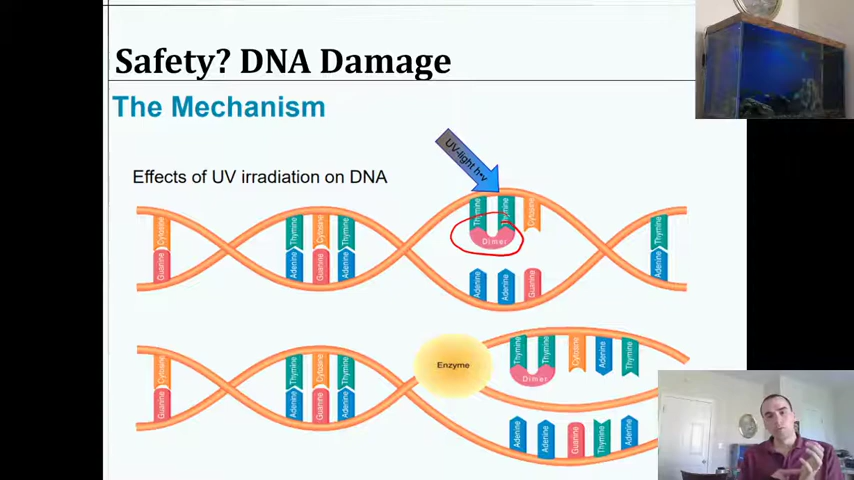 Safety? DNA Damage
The Mechanism
Effects of UV irradiation on DNA
UV-light h•v
Cytosine Thymine Cytosine Thymine Thymine Thymine Cytosine Thymine
Dimer
Guanine Adenine Guanine Adenine Adenine Adenine Guanine Adenine
Enzyme
Cytosine Thymine Cytosine Thymine Thymine Thymine Cytosine Adenine Thymine
Dimer
Guanine Adenine Guanine Adenine Adenine Adenine Guanine Thymine Adenine